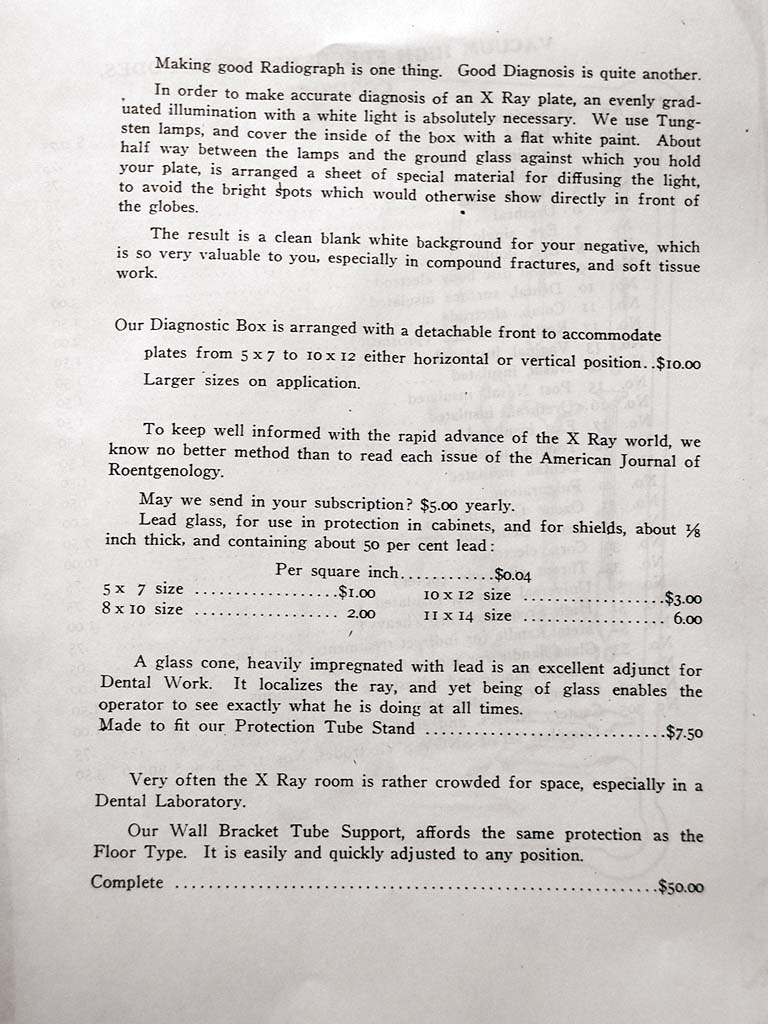 Making good Radiograph is one thing. Good Diagnosis is quite another.
In order to make accurate diagnosis of an X Ray plate, an evenly grad-
uated illumination with a white light is absolutely necessary. We use Tung-
sten lamps, and cover the inside of the box with a flat white paint. About
half way between the lamps and the ground glass against which you hold
your plate, is arranged a sheet of special material for diffusing the light,
to avoid the bright spots which would otherwise show directly in front of
the globes.
The result is a clean blank white background for your negative, which
is so very valuable to you, especially in compound fractures, and soft tissue
work.
Our Diagnostic Box is arranged with a detachable front to accommodate
plates from 5 x 7 to 10 x 12 either horizontal or vertical position..$10.00
Larger sizes on application.
To keep well informed with the rapid advance of the X Ray world, we
know no better method than to read each issue of the American Journal of
Roentgenology.
May we send in your subscription? $5.00 yearly.
Lead glass, for use in protection in cabinets, and for shields, about ⅛
inch thick, and containing about 50 per cent lead:
Per square inch............$0.04
5 x 7 size ..................$1.00 10 x 12 size ..................$3.00
8 x 10 size .................. 2.00 11 x 14 size .................. 6.00
A glass cone, heavily impregnated with lead is an excellent adjunct for
Dental Work. It localizes the ray, and yet being of glass enables the
operator to see exactly what he is doing at all times.
Made to fit our Protection Tube Stand ..............................$7.50
Very often the X Ray room is rather crowded for space, especially in a
Dental Laboratory.
Our Wall Bracket Tube Support, affords the same protection as the
Floor Type. It is easily and quickly adjusted to any position.
Complete ............................................................$50.00